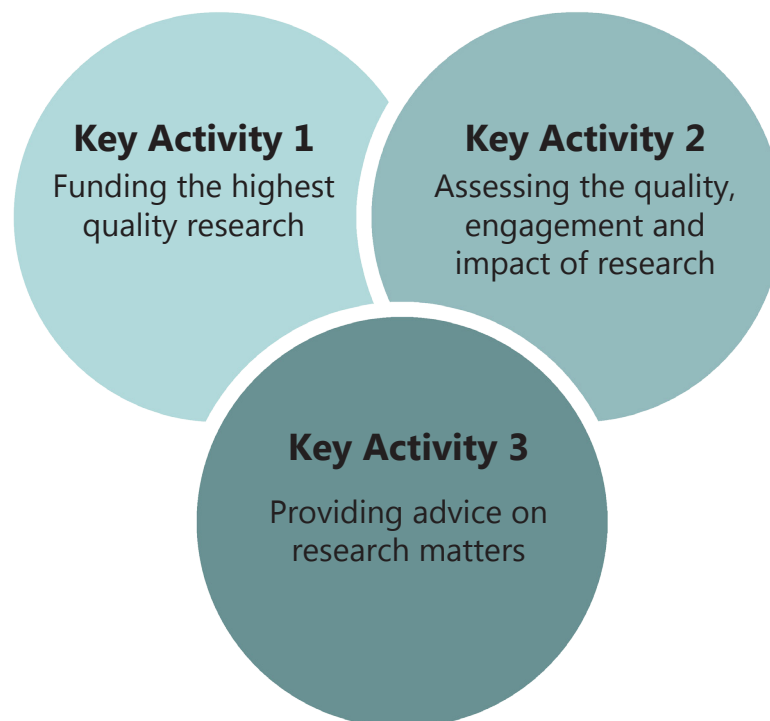 Key Activity 1
Funding the highest
quality research
Key Activity 2
Assessing the quality,
engagement and
impact of research
Key Activity 3
Providing advice on
research matters